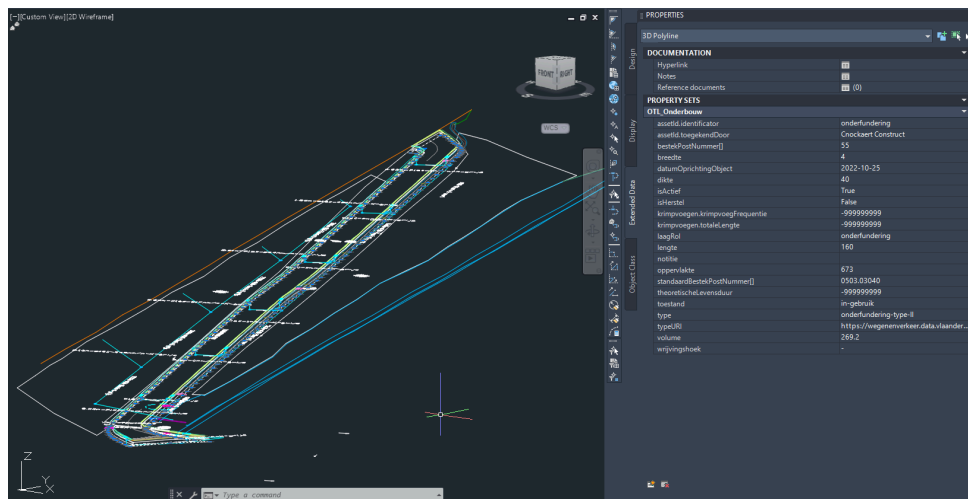 [−][Custom View][2D Wireframe]
FRONT RIGHT
WCS
Z
Y
X
Type a command
PROPERTIES
3D Polyline
Design
Display
Extended Data
Object Class
DOCUMENTATION
Hyperlink
Notes
Reference documents (0)
PROPERTY SETS
OTL_Onderbouw
assetId.identificator onderfundering
assetId.toegekendDoor Cnockaert Construct
bestekPostNummer[] 55
breedte 4
datumOprichtingObject 2022-10-25
dikte 40
isActief True
isHerstel False
krimpvoegen.krimpvoegFrequentie -999999999
krimpvoegen.totaleLengte -999999999
laagRol onderfundering
lengte 160
notitie
oppervlakte 673
standaardBestekPostNummer[] 0503.03040
theoretischeLevensduur -999999999
toestand in-gebruik
type onderfundering-type-II
typeURI https://wegenenverkeer.data.vlaander...
volume 269.2
wrijvingshoek -